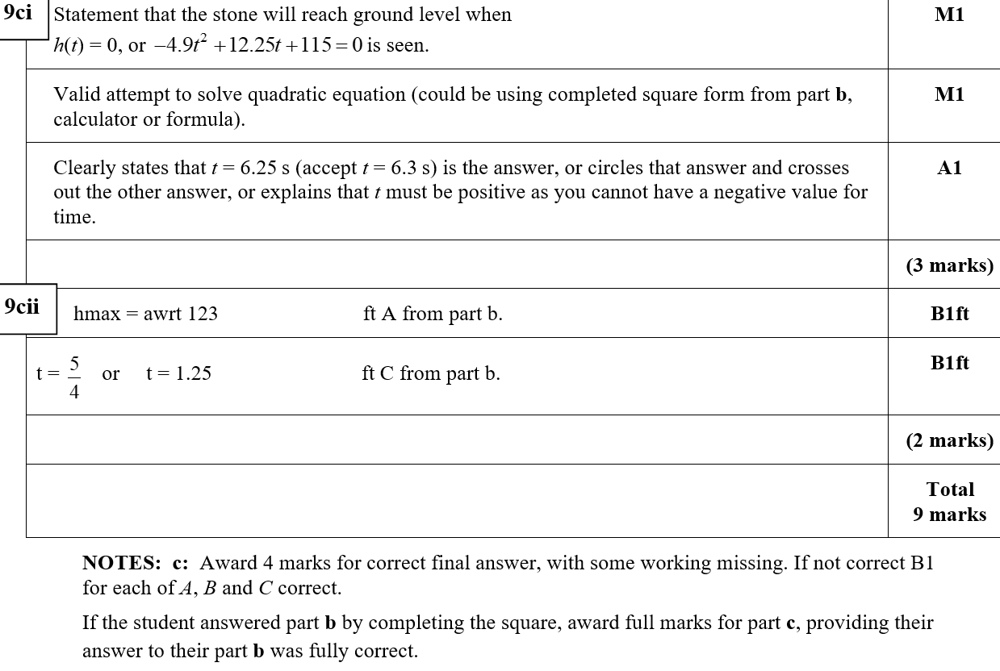 9ci Statement that the stone will reach ground level when M1
h(t) = 0, or −4.9t² +12.25t +115 = 0 is seen.
Valid attempt to solve quadratic equation (could be using completed square form from part b, M1
calculator or formula).
Clearly states that t = 6.25 s (accept t = 6.3 s) is the answer, or circles that answer and crosses A1
out the other answer, or explains that t must be positive as you cannot have a negative value for
time.
(3 marks)
9cii hmax = awrt 123 ft A from part b. B1ft
t = 5/4 or t = 1.25 ft C from part b. B1ft
(2 marks)
Total
9 marks
NOTES: c: Award 4 marks for correct final answer, with some working missing. If not correct B1
for each of A, B and C correct.
If the student answered part b by completing the square, award full marks for part c, providing their
answer to their part b was fully correct.